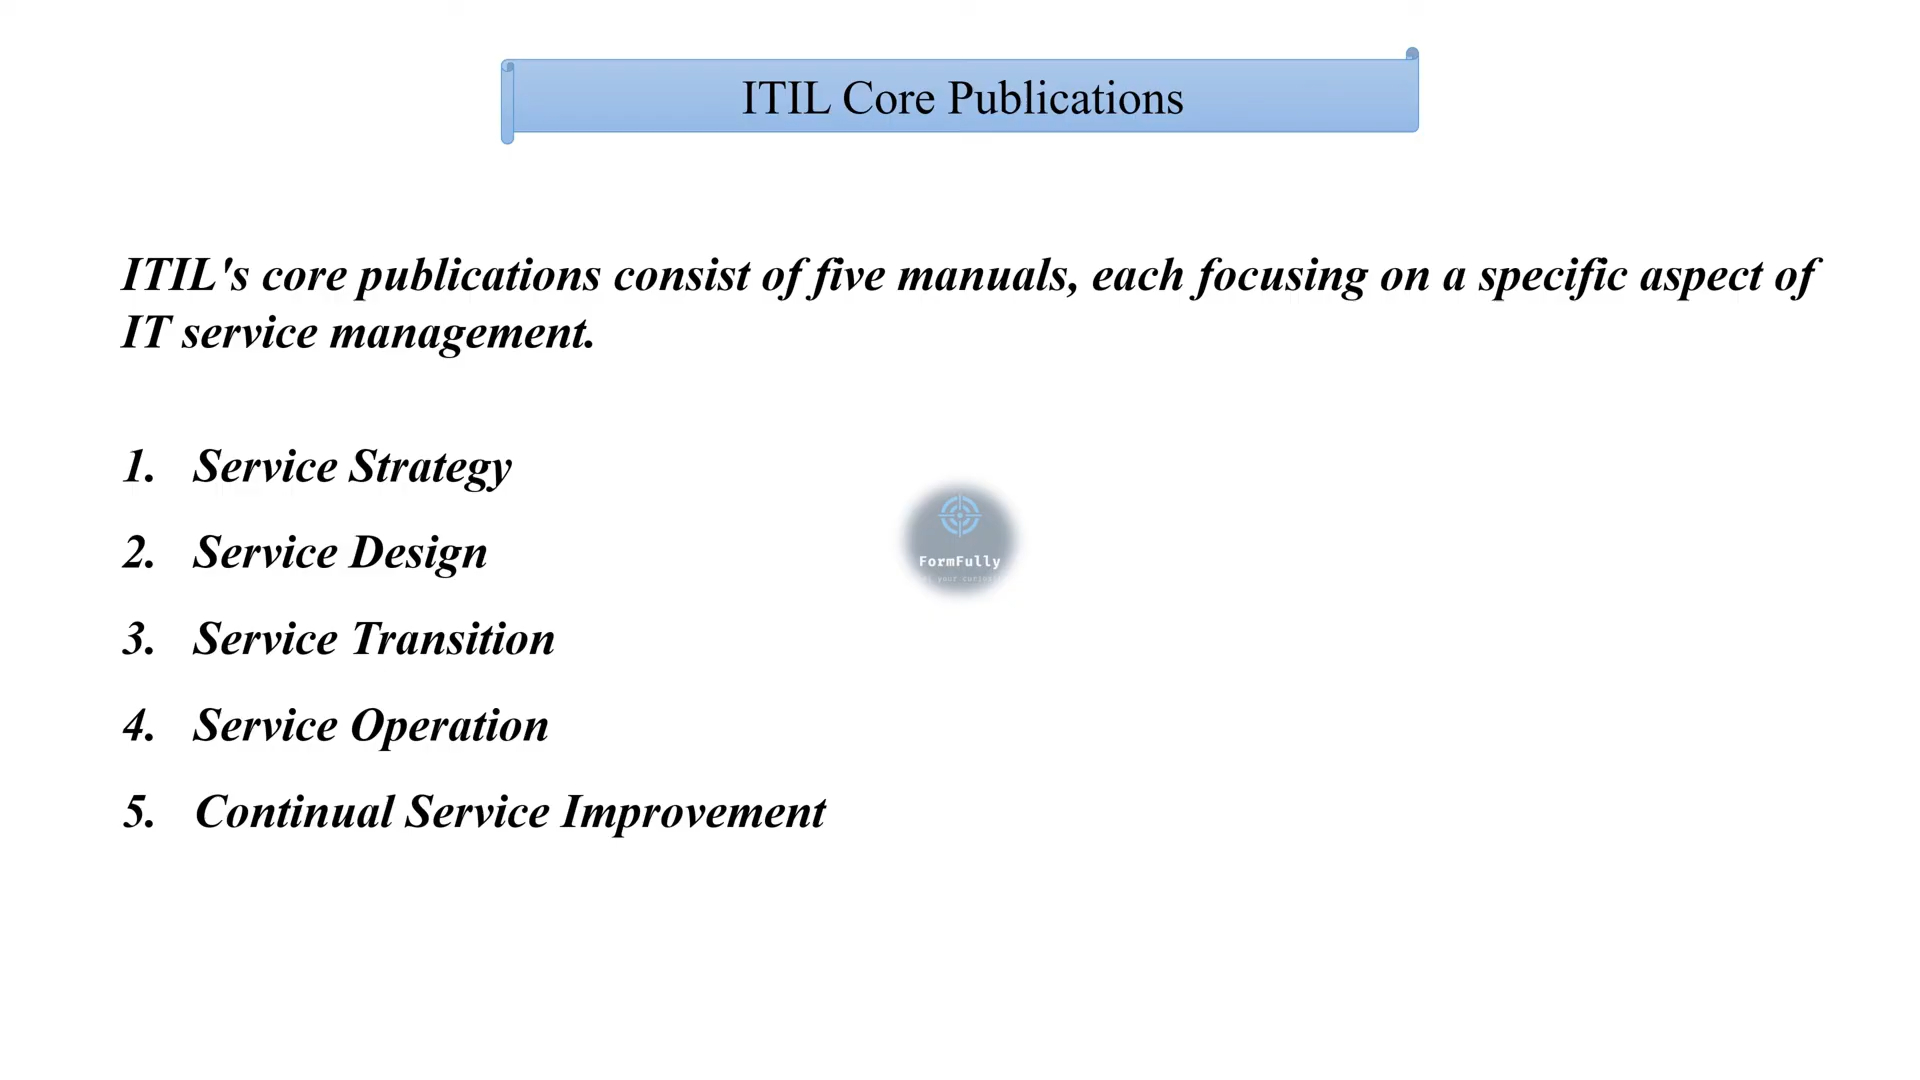 ITIL Core Publications
ITIL's core publications consist of five manuals, each focusing on a specific aspect of
IT service management.
1. Service Strategy
2. Service Design
FormFully
your
3. Service Transition
4. Service Operation
5. Continual Service Improvement